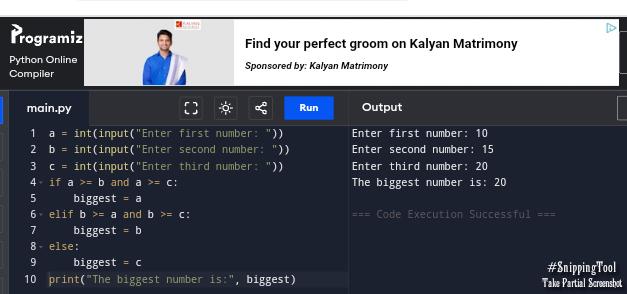 Programiz
Python Online
Compiler
KALYAN
Find your perfect groom on Kalyan Matrimony
Sponsored by: Kalyan Matrimony
main.py
Run
Output
1 a = int(input("Enter first number: "))
2 b = int(input("Enter second number: "))
3 c = int(input("Enter third number: "))
4 if a >= b and a >= c:
5 biggest = a
6 elif b >= a and b >= c:
7 biggest = b
8 else:
9 biggest = c
10 print("The biggest number is:", biggest)
Enter first number: 10
Enter second number: 15
Enter third number: 20
The biggest number is: 20
=== Code Execution Successful ===
#SnippingTool
Take Partial Screenshot